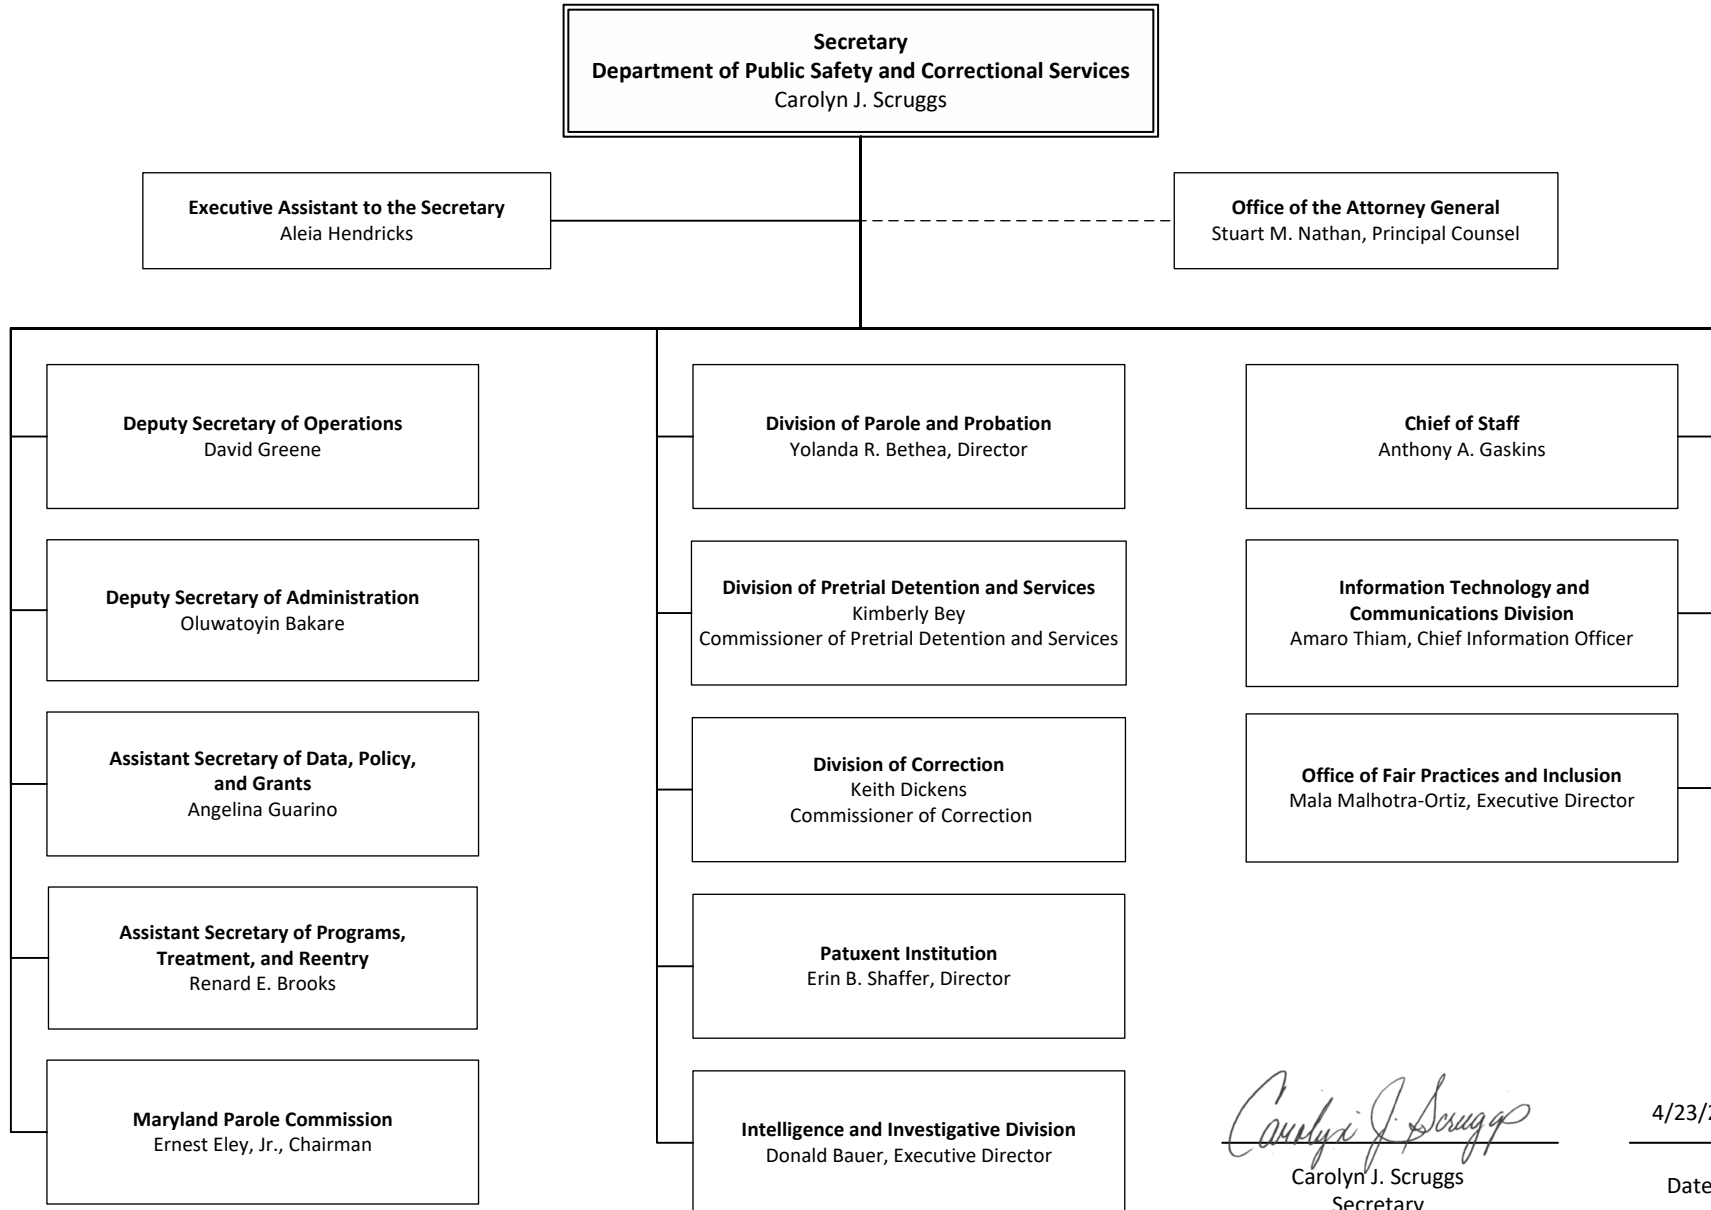 Secretary
Department of Public Safety and Correctional Services
Carolyn J. Scruggs
Executive Assistant to the Secretary
Aleia Hendricks
Office of the Attorney General
Stuart M. Nathan, Principal Counsel
Deputy Secretary of Operations
David Greene
Deputy Secretary of Administration
Oluwatoyin Bakare
Assistant Secretary of Data, Policy,
and Grants
Angelina Guarino
Assistant Secretary of Programs,
Treatment, and Reentry
Renard E. Brooks
Maryland Parole Commission
Ernest Eley, Jr., Chairman
Division of Parole and Probation
Yolanda R. Bethea, Director
Division of Pretrial Detention and Services
Kimberly Bey
Commissioner of Pretrial Detention and Services
Division of Correction
Keith Dickens
Commissioner of Correction
Patuxent Institution
Erin B. Shaffer, Director
Intelligence and Investigative Division
Donald Bauer, Executive Director
Chief of Staff
Anthony A. Gaskins
Information Technology and
Communications Division
Amaro Thiam, Chief Information Officer
Office of Fair Practices and Inclusion
Mala Malhotra-Ortiz, Executive Director
Carolyn J. Scruggs
Carolyn J. Scruggs
Secretary
4/23/2
Date